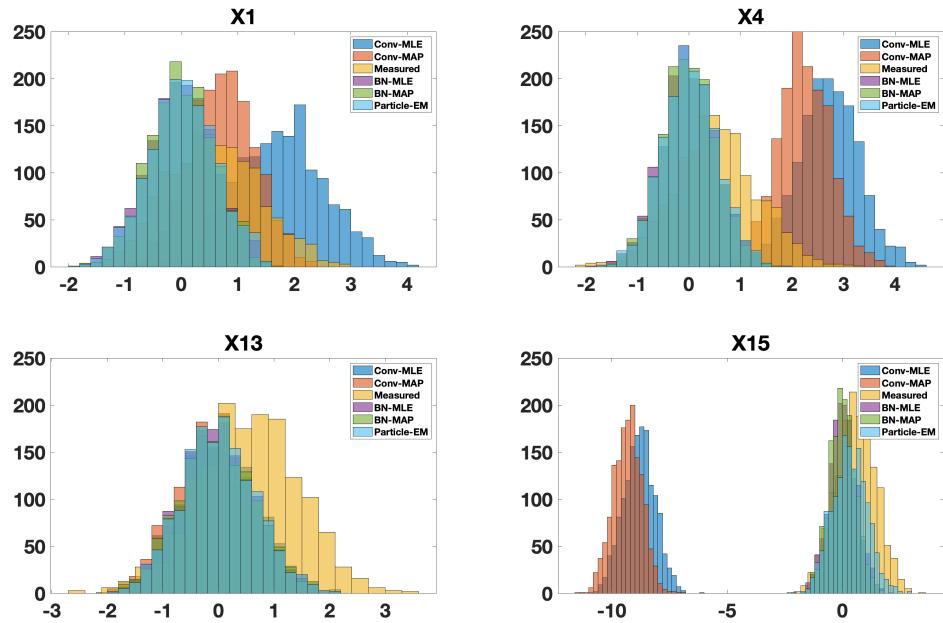 X1
250
200
150
100
50
0
-2 -1 0 1 2 3 4
Conv-MLE
Conv-MAP
Measured
BN-MLE
BN-MAP
Particle-EM
X4
250
200
150
100
50
0
-2 -1 0 1 2 3 4
Conv-MLE
Conv-MAP
Measured
BN-MLE
BN-MAP
Particle-EM
X13
250
200
150
100
50
0
-3 -2 -1 0 1 2 3
Conv-MLE
Conv-MAP
Measured
BN-MLE
BN-MAP
Particle-EM
X15
250
200
150
100
50
0
-10 -5 0
Conv-MLE
Conv-MAP
Measured
BN-MLE
BN-MAP
Particle-EM